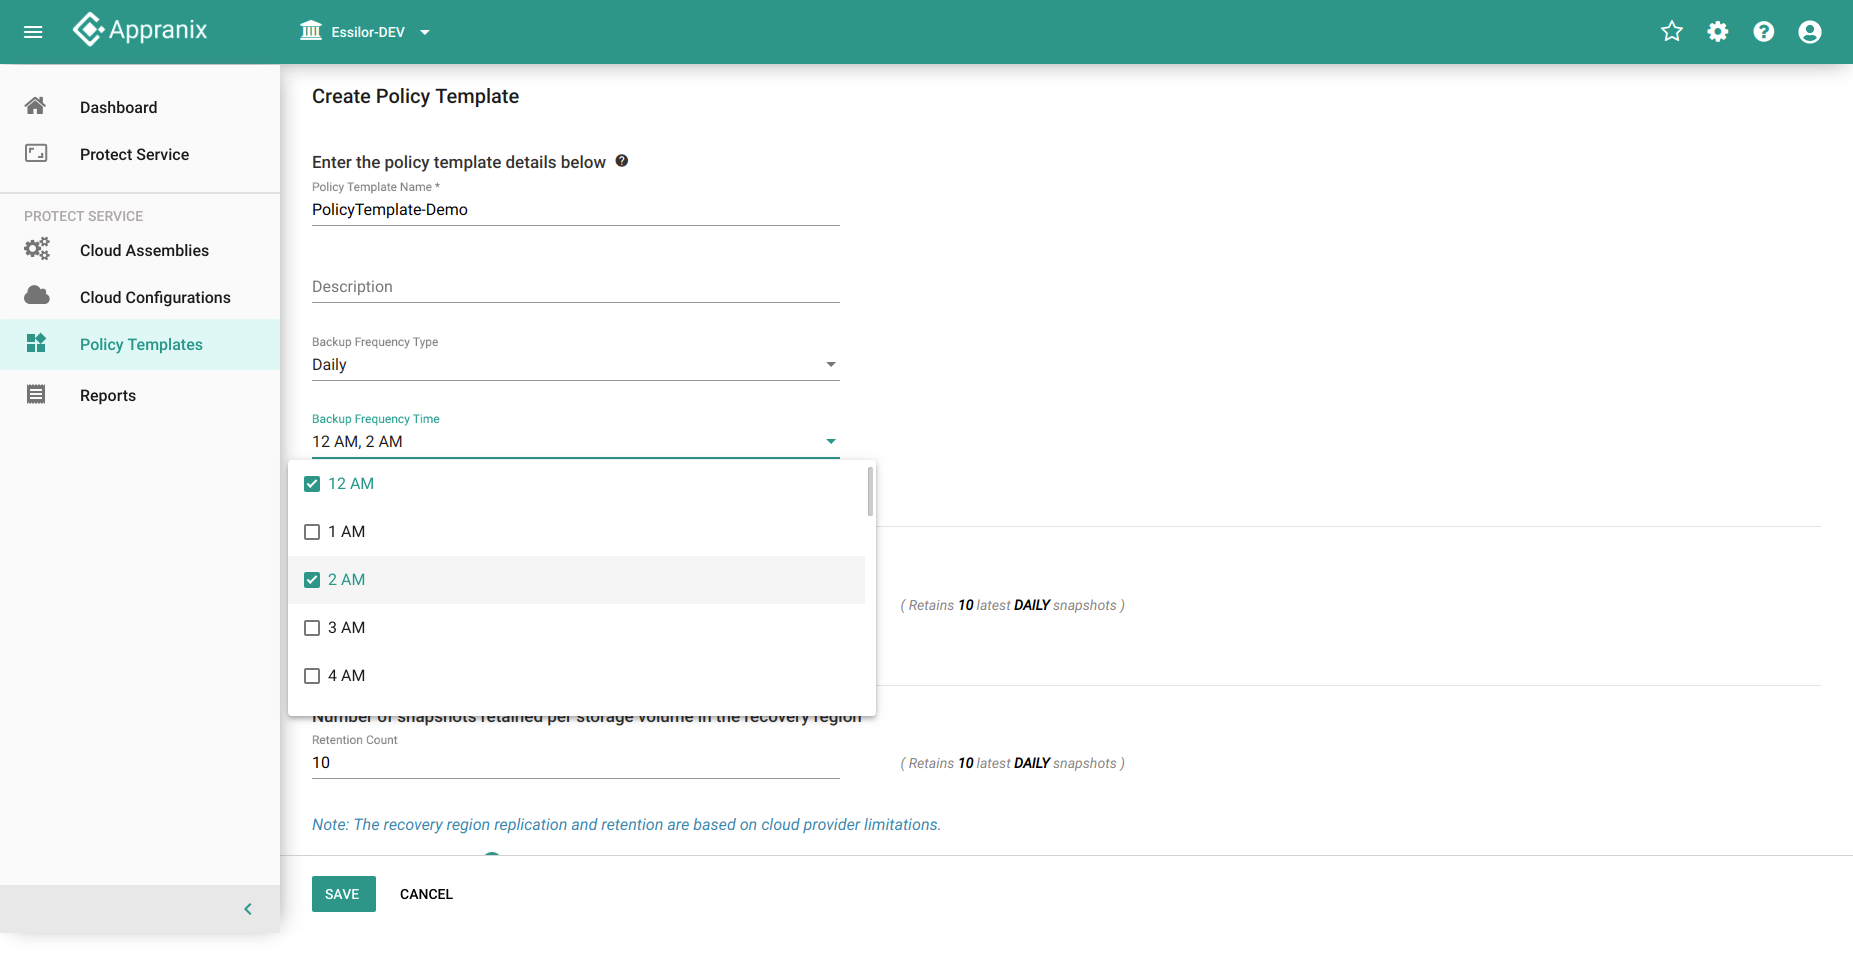 Appranix
Essilor-DEV
Dashboard
Protect Service
PROTECT SERVICE
Cloud Assemblies
Cloud Configurations
Policy Templates
Reports
Create Policy Template
Enter the policy template details below
Policy Template Name *
PolicyTemplate-Demo
Description
Backup Frequency Type
Daily
Backup Frequency Time
12 AM, 2 AM
12 AM
1 AM
2 AM
3 AM
4 AM
( Retains 10 latest DAILY snapshots )
Number of snapshots retained per storage volume in the recovery region
Retention Count
10
( Retains 10 latest DAILY snapshots )
Note: The recovery region replication and retention are based on cloud provider limitations.
SAVE
CANCEL